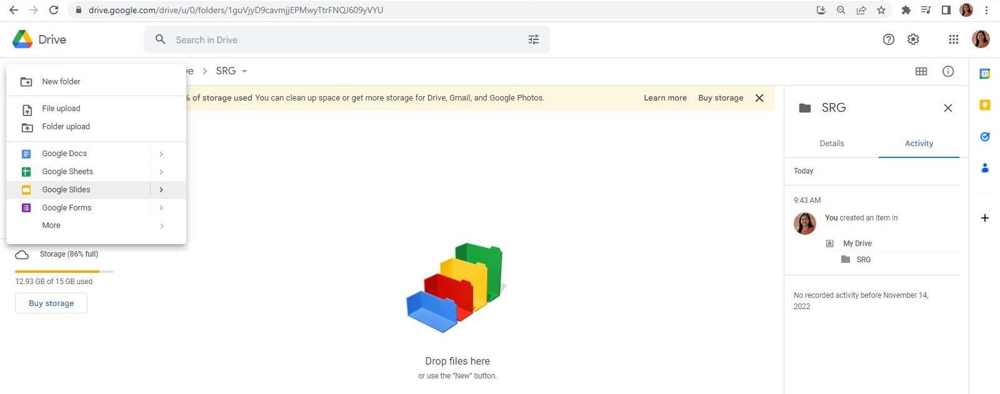 drive.google.com/drive/u/0/folders/1guVjyD9cavmjjEPMwyTtrFNQJ609yVYU
Drive
Search in Drive
SRG
% of storage used You can clean up space or get more storage for Drive, Gmail, and Google Photos.
Learn more
Buy storage
New folder
File upload
Folder upload
Google Docs
Google Sheets
Google Slides
Google Forms
More
Storage (86% full)
12.93 GB of 15 GB used
Buy storage
Drop files here
or use the “New” button.
SRG
Details
Activity
Today
9:43 AM
You created an item in
My Drive
SRG
No recorded activity before November 14,
2022
31